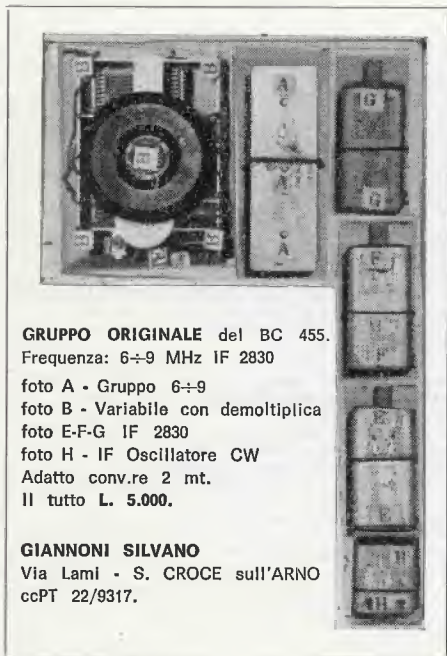 B
B
B
B
A
A
A
G
G
F
F
E
E
H
H
GRUPPO ORIGINALE del BC 455.
Frequenza: 6÷9 MHz IF 2830
foto A - Gruppo 6÷9
foto B - Variabile con demoltiplica
foto E-F-G IF 2830
foto H - IF Oscillatore CW
Adatto conv.re 2 mt.
Il tutto L. 5.000.
GIANNONI SILVANO
Via Lami - S. CROCE sull'ARNO
ccPT 22/9317.